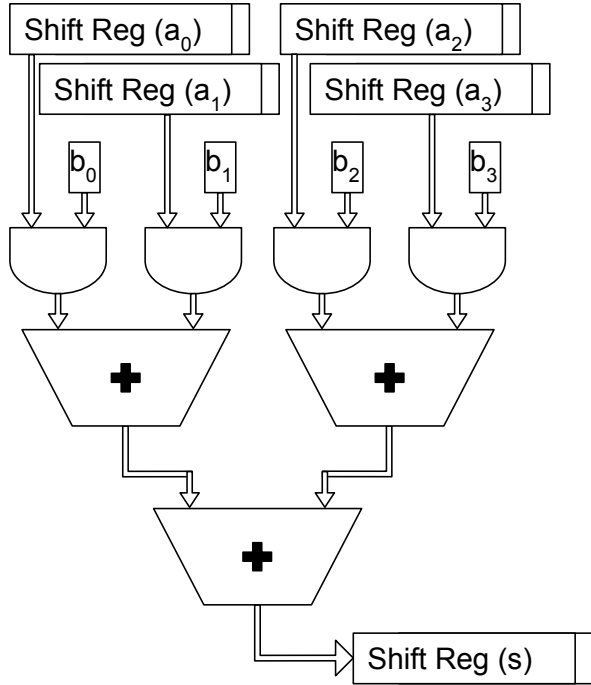 Shift Reg (a₀)
Shift Reg (a₂)
Shift Reg (a₁)
Shift Reg (a₃)
b₀
b₁
b₂
b₃
+
+
+
Shift Reg (s)